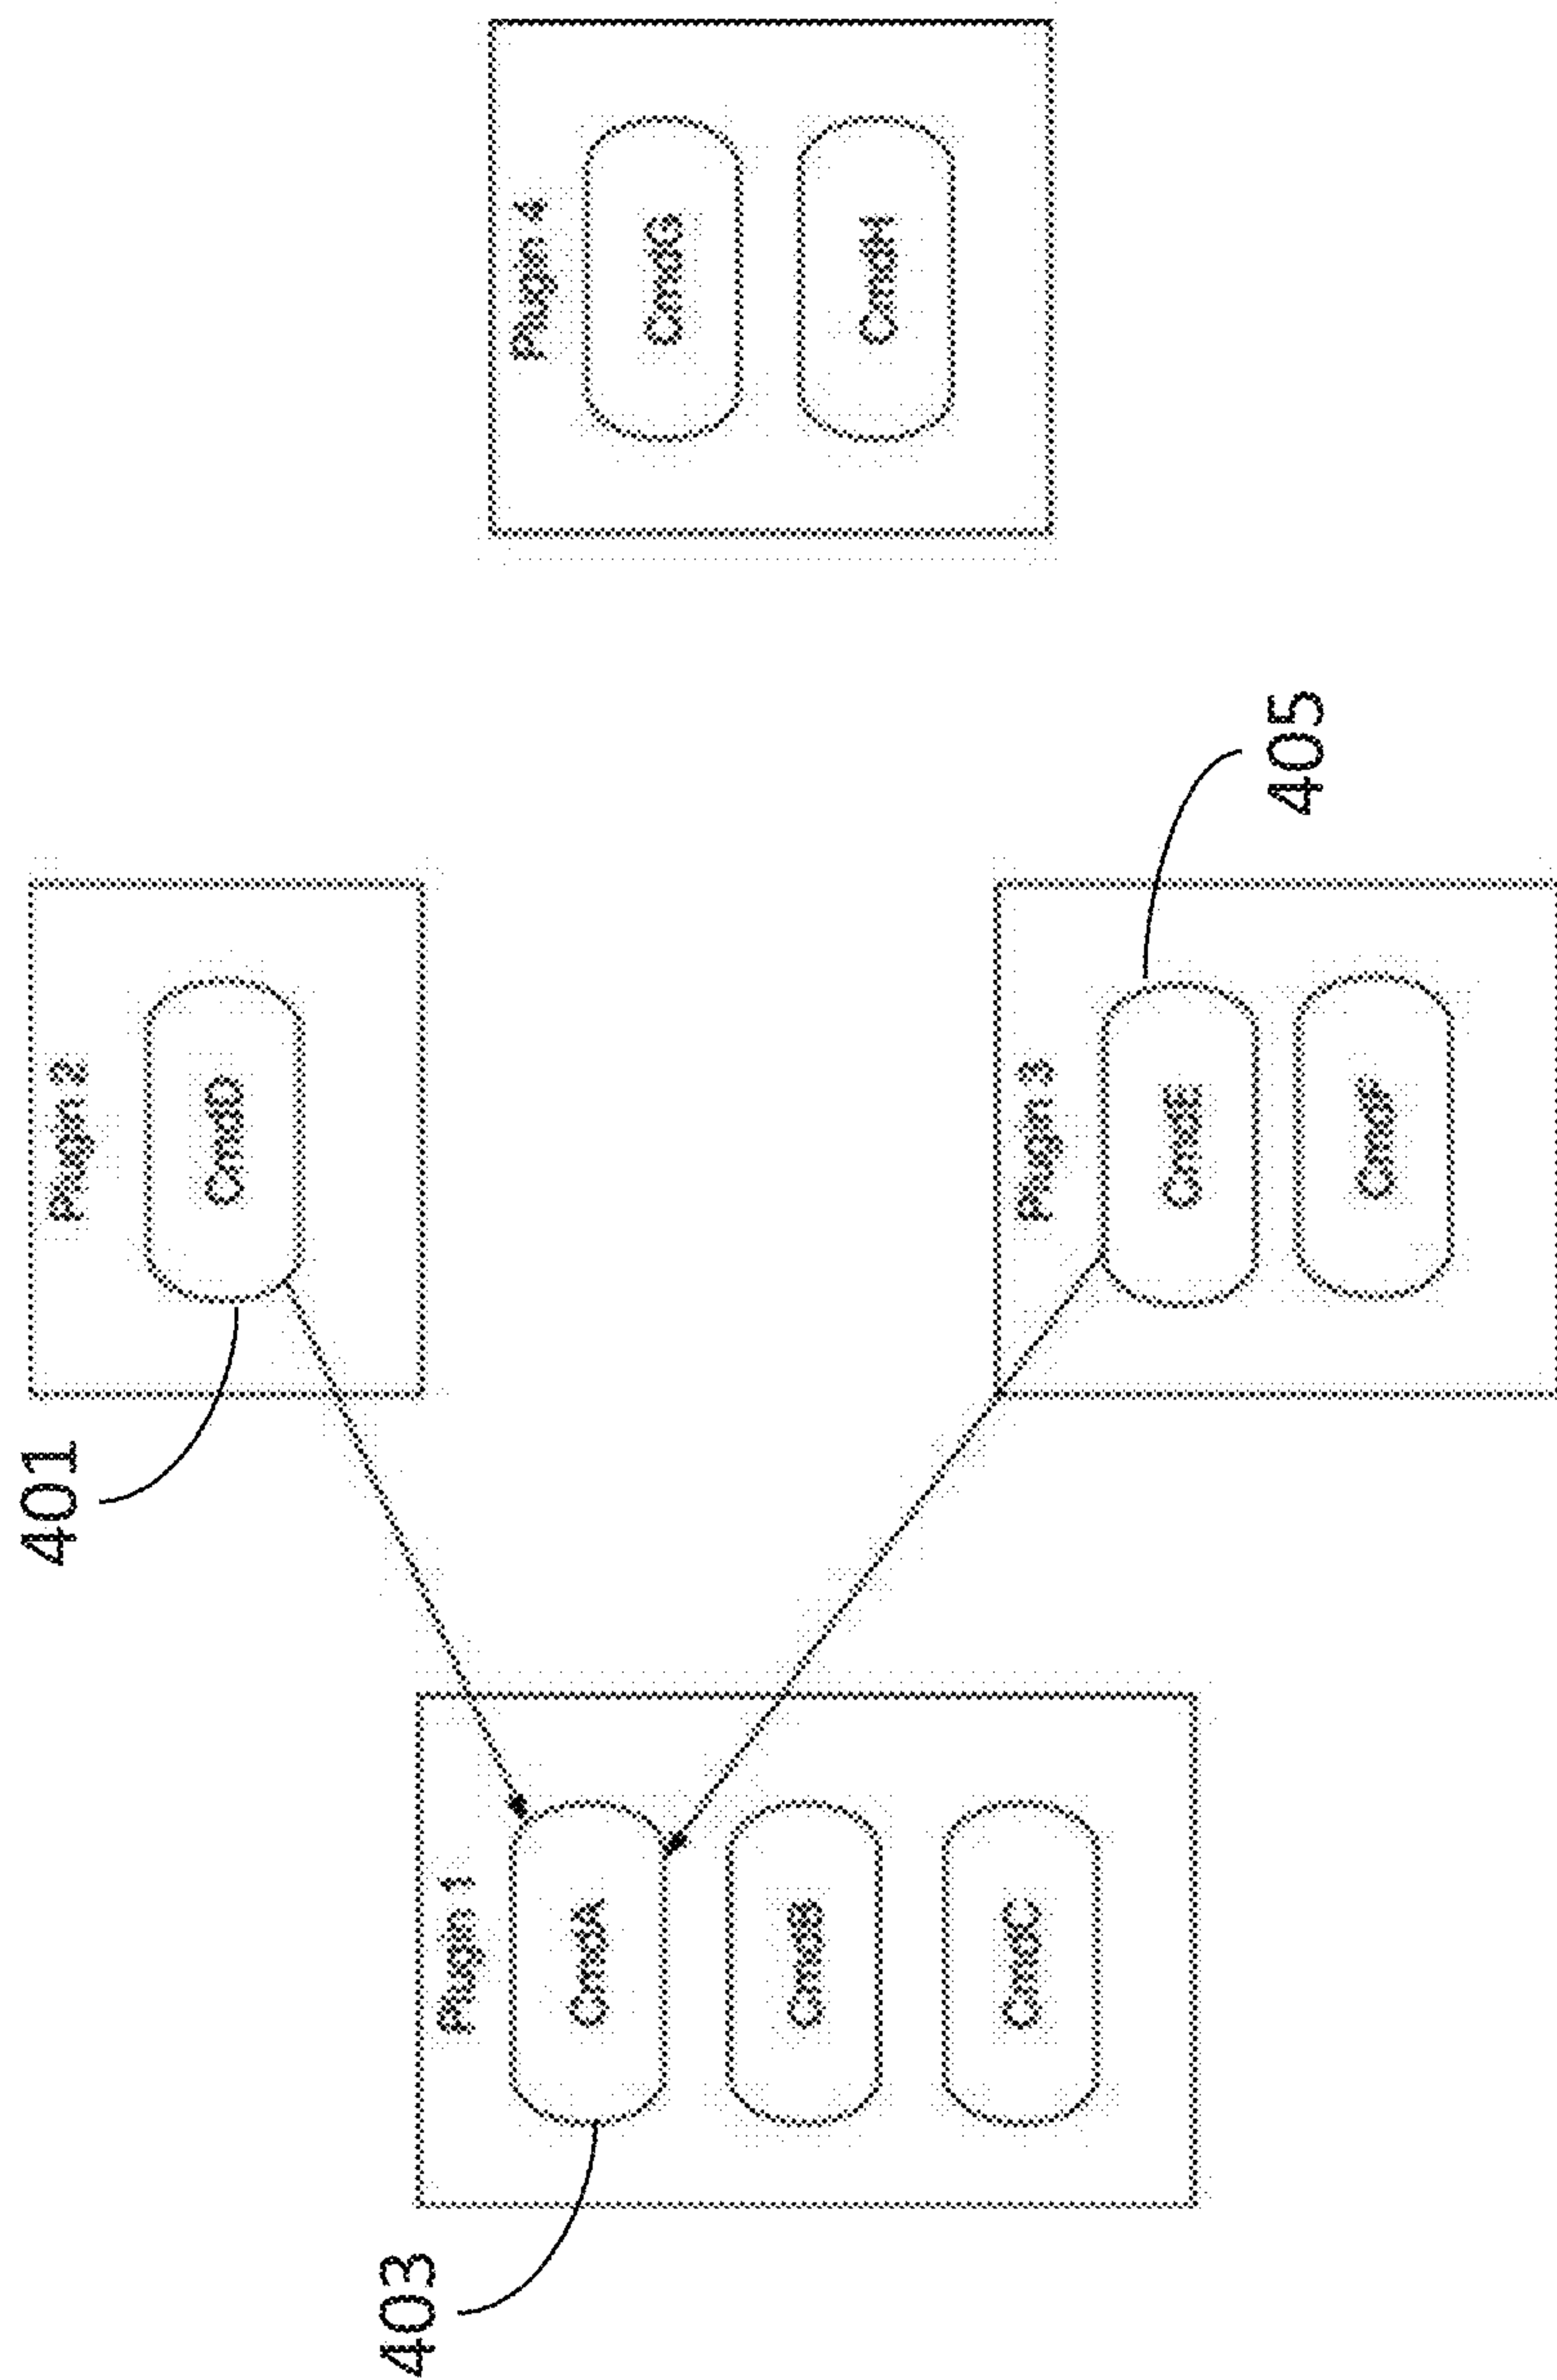 403
Plugin 1
CmdA
CmdB
CmdC
401
Plugin 2
CmdD
Plugin 3
CmdE
CmdF
405
Plugin 4
CmdG
CmdH